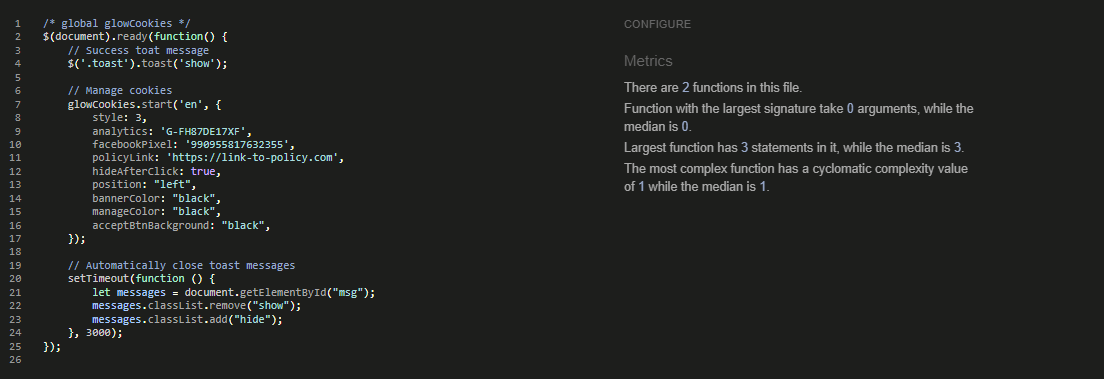 1 /* global glowCookies */
2 $(document).ready(function() {
3     // Success toat message
4     $('.toast').toast('show');
5
6     // Manage cookies
7     glowCookies.start('en', {
8         style: 3,
9         analytics: 'G-FH87DE17XF',
10         facebookPixel: '990955817632355',
11         policyLink: 'https://link-to-policy.com',
12         hideAfterClick: true,
13         position: "left",
14         bannerColor: "black",
15         manageColor: "black",
16         acceptBtnBackground: "black",
17     });
18
19     // Automatically close toast messages
20     setTimeout(function () {
21         let messages = document.getElementById("msg");
22         messages.classList.remove("show");
23         messages.classList.add("hide");
24     }, 3000);
25 });
26
CONFIGURE
Metrics
There are 2 functions in this file.
Function with the largest signature take 0 arguments, while the
median is 0.
Largest function has 3 statements in it, while the median is 3.
The most complex function has a cyclomatic complexity value
of 1 while the median is 1.